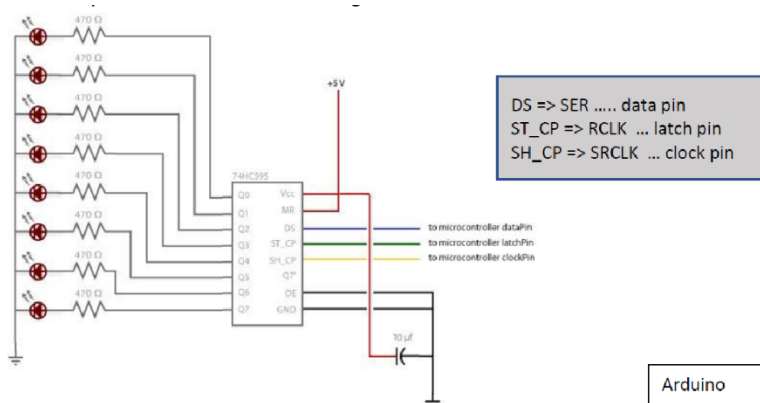 470 Ω
470 Ω
470 Ω
470 Ω
470 Ω
470 Ω
470 Ω
470 Ω
+5V
74HC595
Q0
Q1
Q2
Q3
Q4
Q5
Q6
Q7
Vcc
MR
DS
ST_CP
SH_CP
Q7'
OE
GND
to microcontroller dataPin
to microcontroller latchPin
to microcontroller clockPin
10 µf
DS => SER ..... data pin
ST_CP => RCLK ... latch pin
SH_CP => SRCLK ... clock pin
Arduino